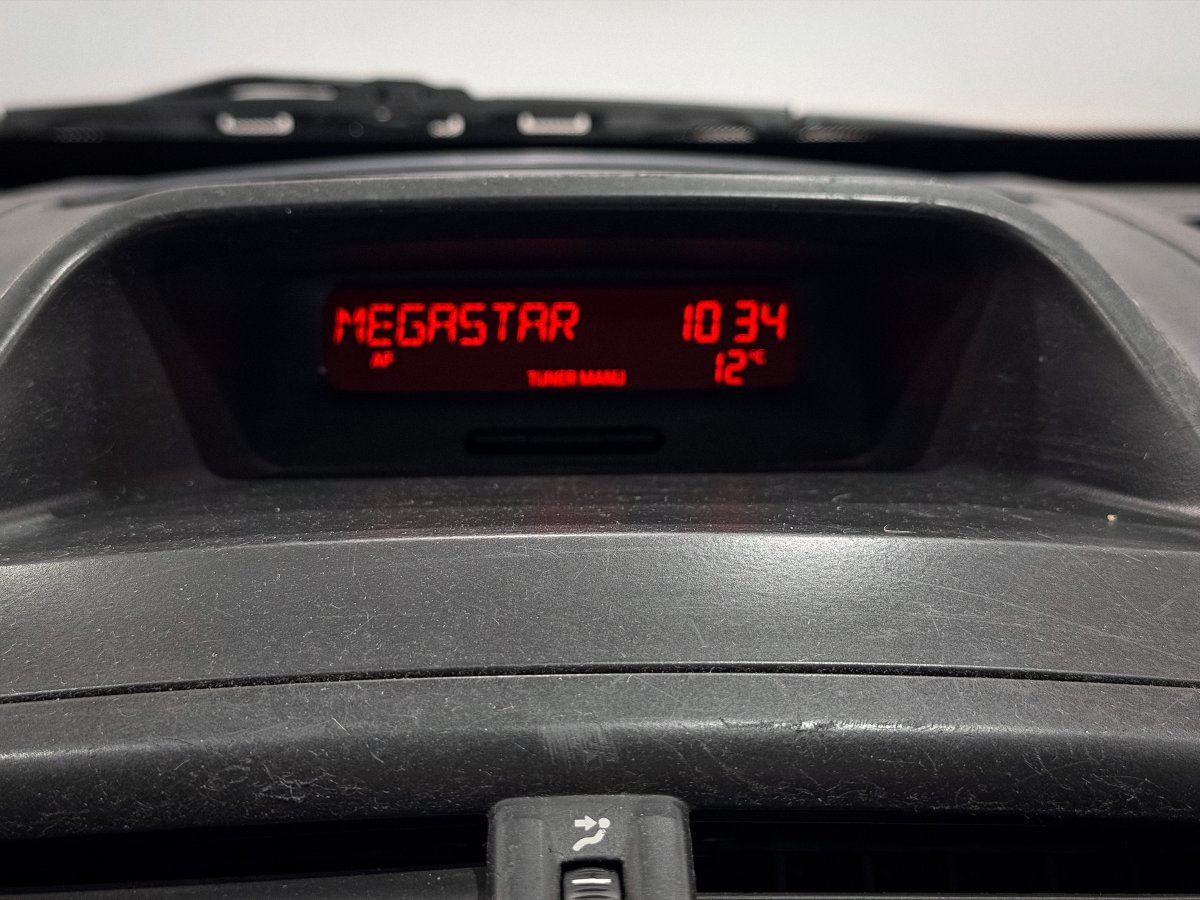 MEGASTAR 10 34
AF 12 °C
TUNER MANU